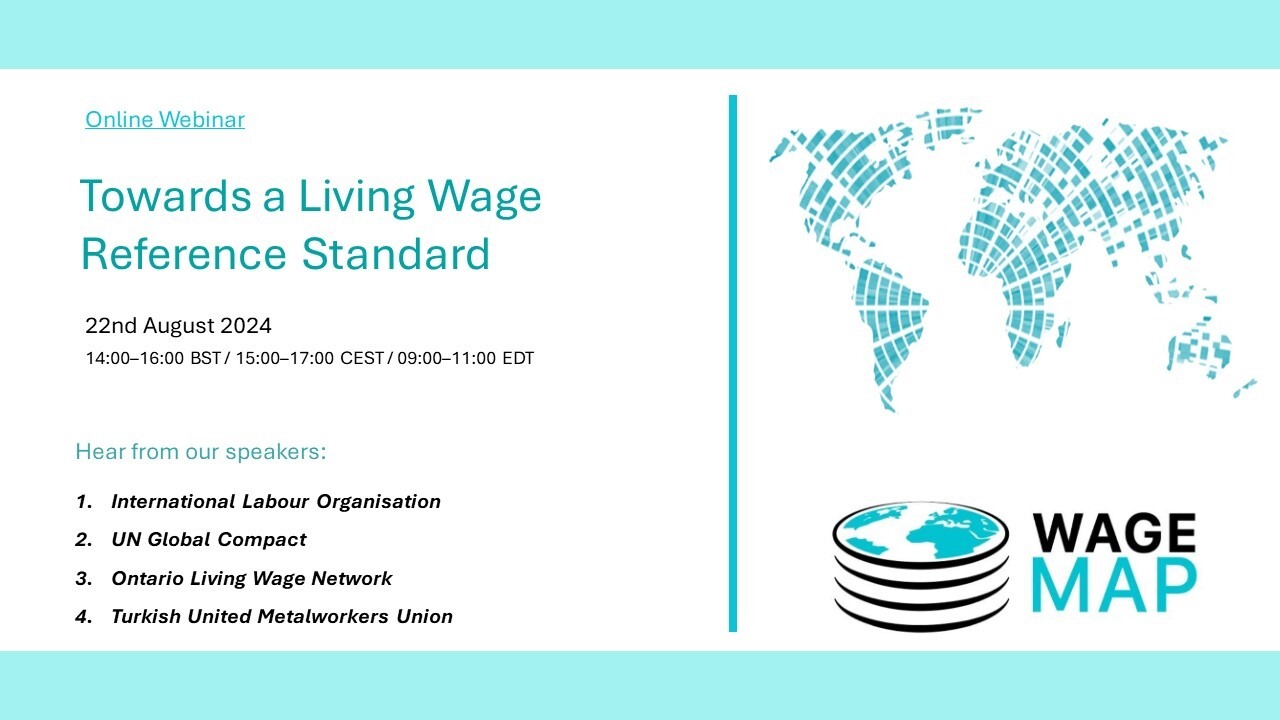 Online Webinar
Towards a Living Wage
Reference Standard
22nd August 2024
14:00–16:00 BST / 15:00–17:00 CEST / 09:00–11:00 EDT
Hear from our speakers:
1. International Labour Organisation
2. UN Global Compact
3. Ontario Living Wage Network
4. Turkish United Metalworkers Union
WAGE
MAP